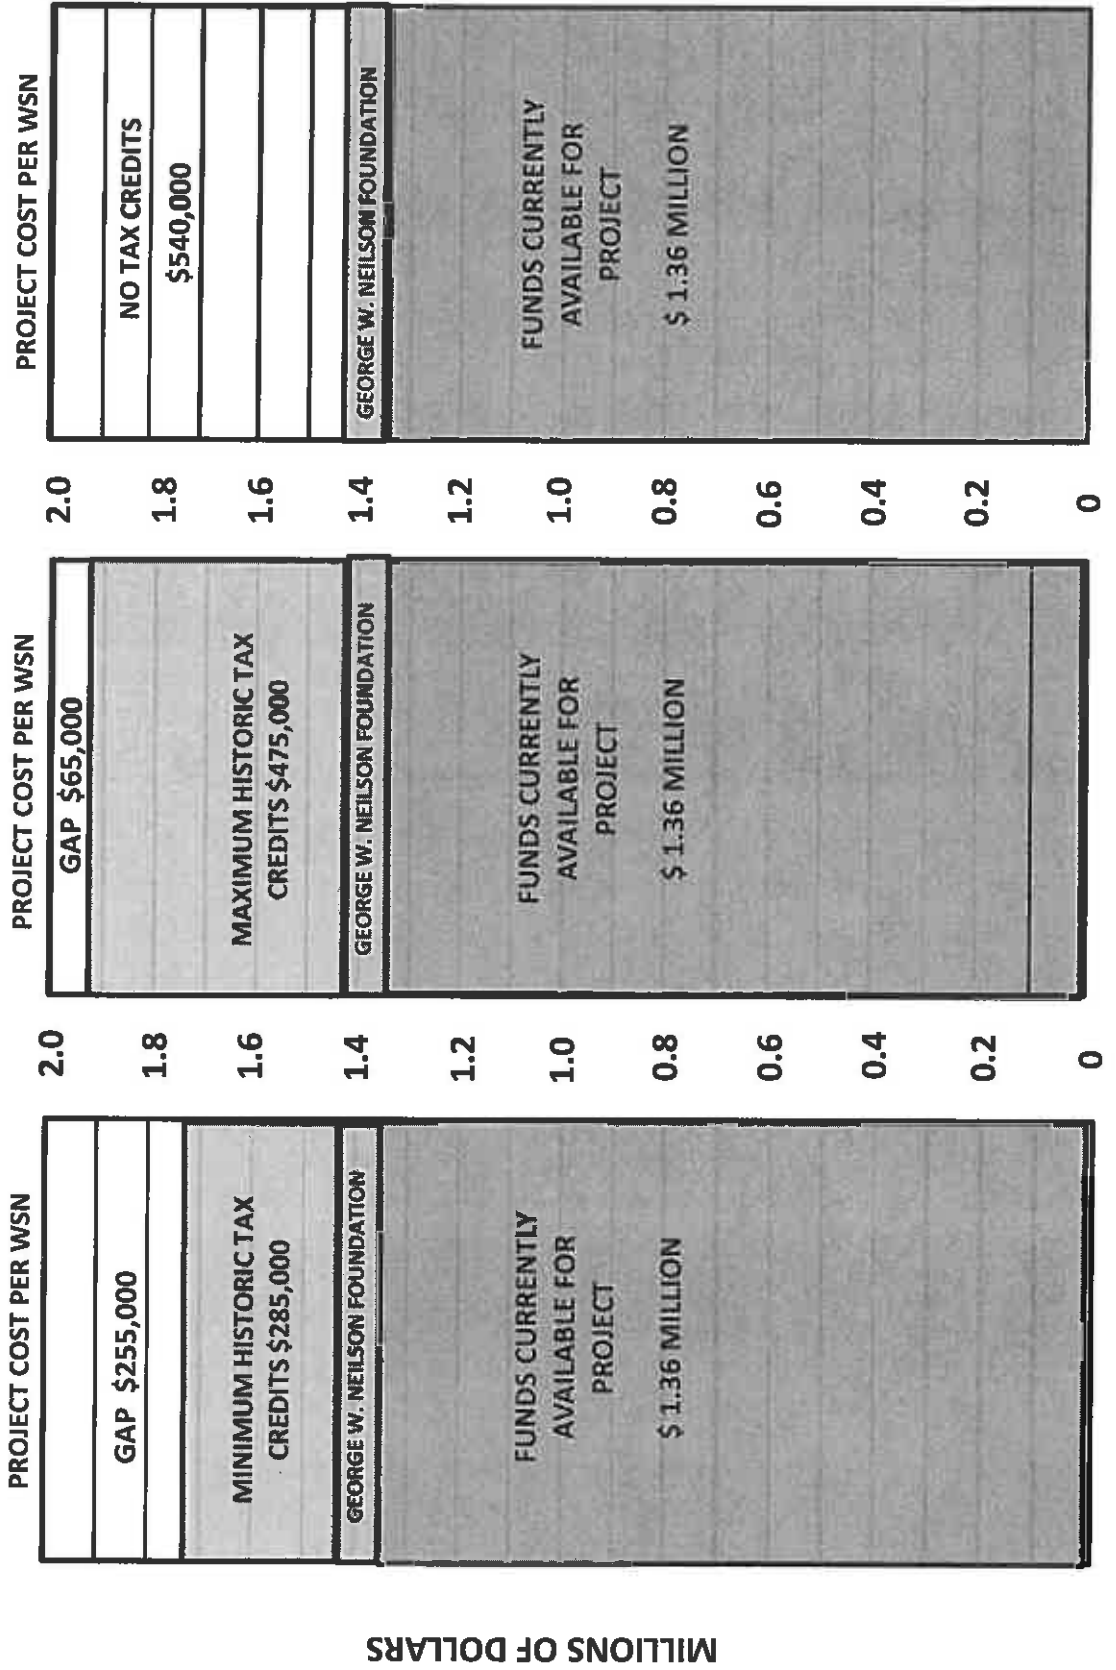 MILLIONS OF DOLLARS
PROJECT COST PER WSN
GAP $255,000
MINIMUM HISTORIC TAX
CREDITS $285,000
GEORGE W. NEILSON FOUNDATION
FUNDS CURRENTLY
AVAILABLE FOR
PROJECT
$ 1.36 MILLION
2.0
1.8
1.6
1.4
1.2
1.0
0.8
0.6
0.4
0.2
0
PROJECT COST PER WSN
GAP $65,000
MAXIMUM HISTORIC TAX
CREDITS $475,000
GEORGE W. NEILSON FOUNDATION
FUNDS CURRENTLY
AVAILABLE FOR
PROJECT
$ 1.36 MILLION
2.0
1.8
1.6
1.4
1.2
1.0
0.8
0.6
0.4
0.2
0
PROJECT COST PER WSN
NO TAX CREDITS
$540,000
GEORGE W. NEILSON FOUNDATION
FUNDS CURRENTLY
AVAILABLE FOR
PROJECT
$ 1.36 MILLION